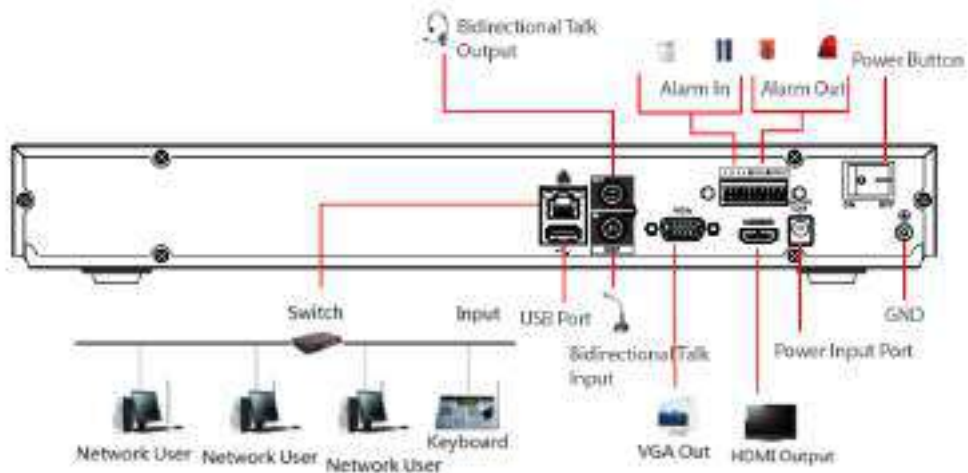 Bidirectional Talk
Output
Alarm In
Alarm Out
Power Button
VGA
Switch
Input
USB Port
GND
Bidirectional Talk
Input
Power Input Port
Network User
Network User
Network User
Keyboard
VGA Out
HDMI Output